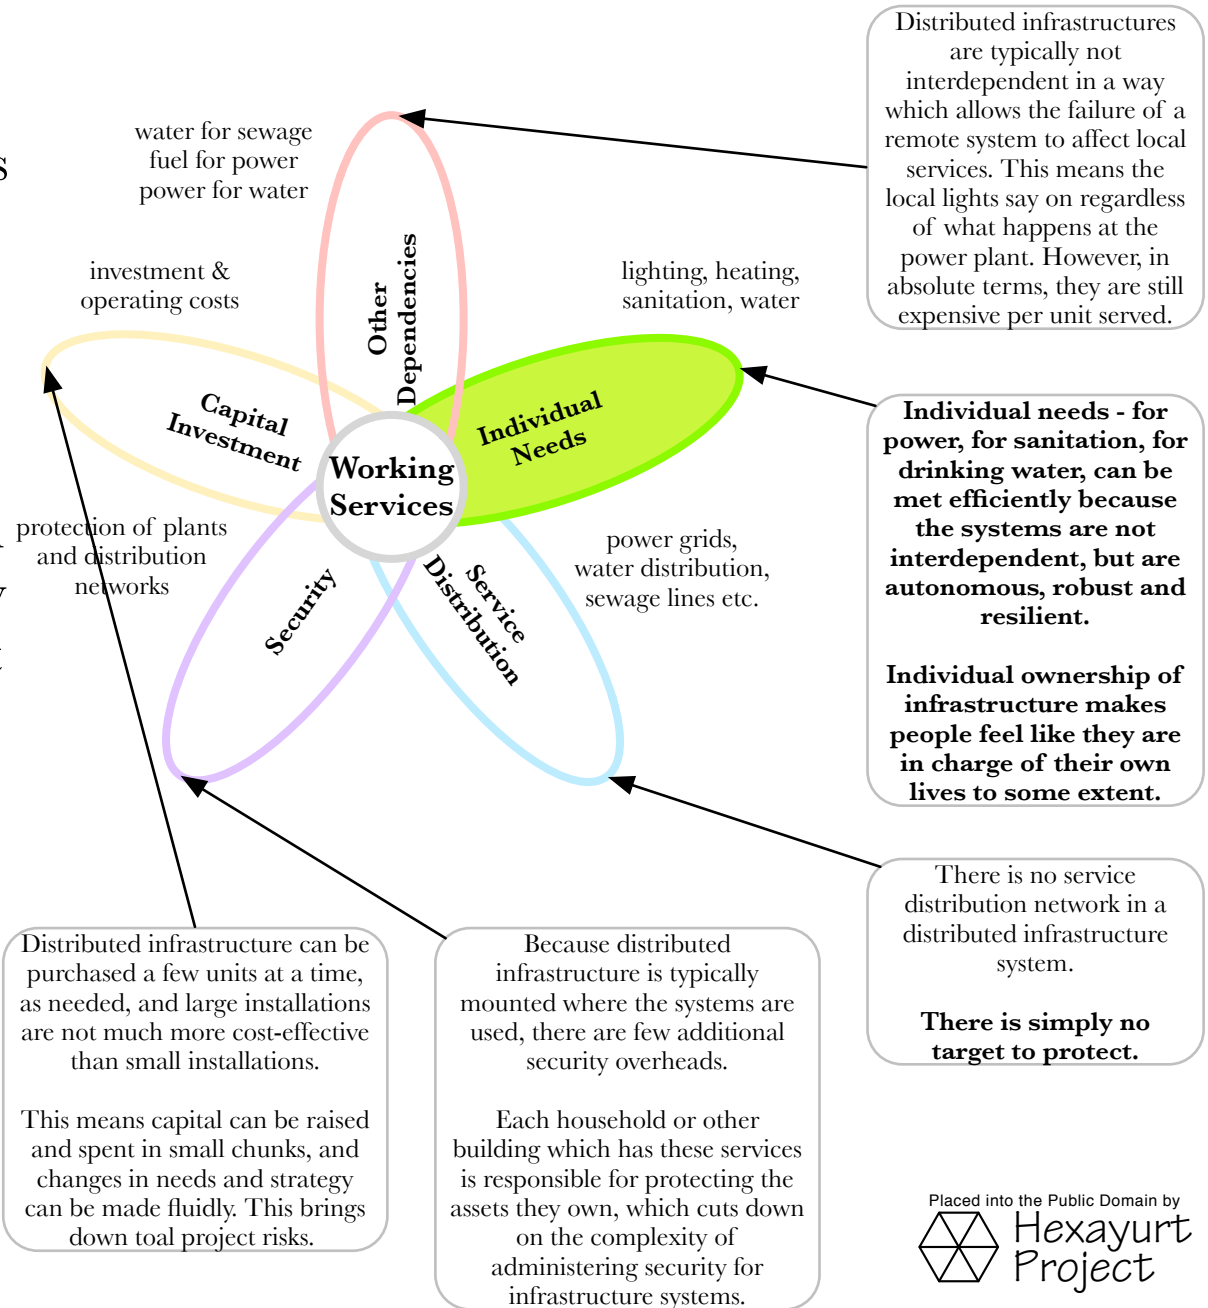 Distributed infrastructures
are typically not
interdependent in a way
which allows the failure of a
remote system to affect local
services. This means the
local lights say on regardless
of what happens at the
power plant. However, in
absolute terms, they are still
expensive per unit served.
water for sewage
fuel for power
power for water
s
investment &
operating costs
lighting, heating,
sanitation, water
Other
Dependencies
Capital
Investment
Individual
Needs
Working
Services
Individual needs - for
power, for sanitation, for
drinking water, can be
met efficiently because
the systems are not
interdependent, but are
autonomous, robust and
resilient.
Individual ownership of
infrastructure makes
people feel like they are
in charge of their own
lives to some extent.
protection of plants
and distribution
networks
power grids,
water distribution,
sewage lines etc.
Security
Service
Distribution
There is no service
distribution network in a
distributed infrastructure
system.
There is simply no
target to protect.
Distributed infrastructure can be
purchased a few units at a time,
as needed, and large installations
are not much more cost-effective
than small installations.
This means capital can be raised
and spent in small chunks, and
changes in needs and strategy
can be made fluidly. This brings
down toal project risks.
Because distributed
infrastructure is typically
mounted where the systems are
used, there are few additional
security overheads.
Each household or other
building which has these services
is responsible for protecting the
assets they own, which cuts down
on the complexity of
administering security for
infrastructure systems.
Placed into the Public Domain by
Hexayurt
Project